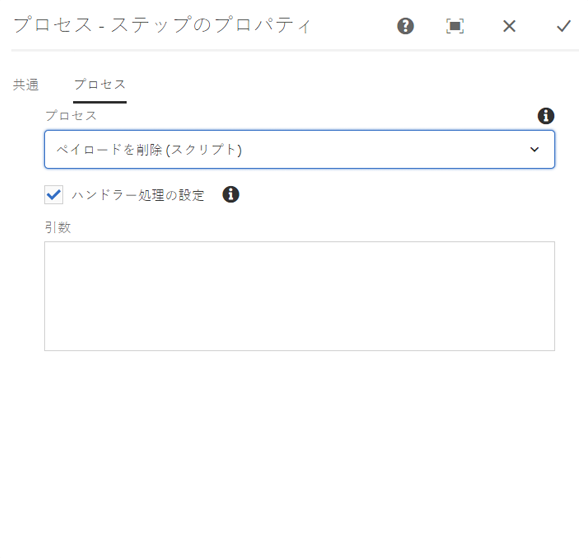 プロセス - ステップのプロパティ
共通 プロセス
プロセス
ペイロードを削除 (スクリプト)
ハンドラー処理の設定
引数